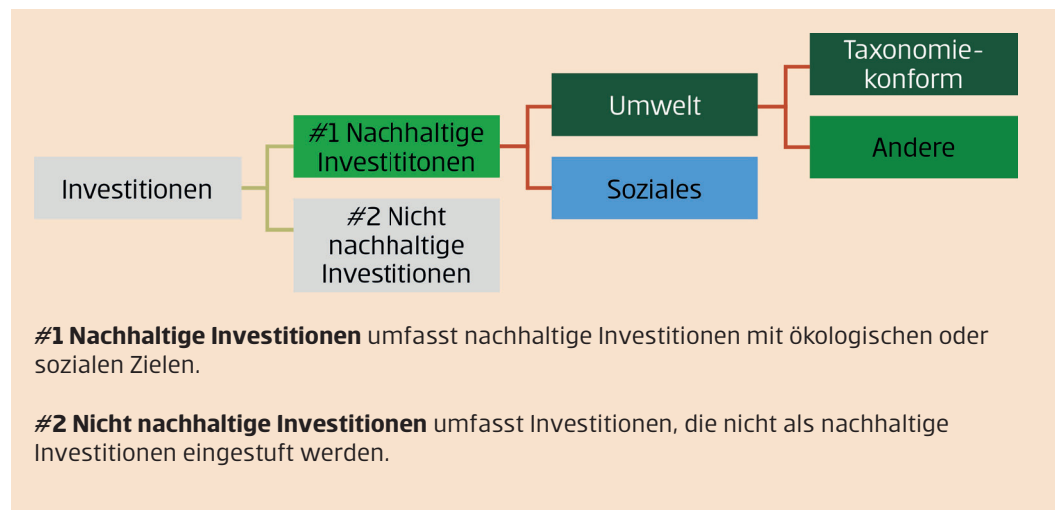 Investitionen
#1 Nachhaltige
Investititonen
#2 Nicht
nachhaltige
Investitionen
Umwelt
Soziales
Taxonomie-
konform
Andere
#1 Nachhaltige Investitionen umfasst nachhaltige Investitionen mit ökologischen oder
sozialen Zielen.
#2 Nicht nachhaltige Investitionen umfasst Investitionen, die nicht als nachhaltige
Investitionen eingestuft werden.